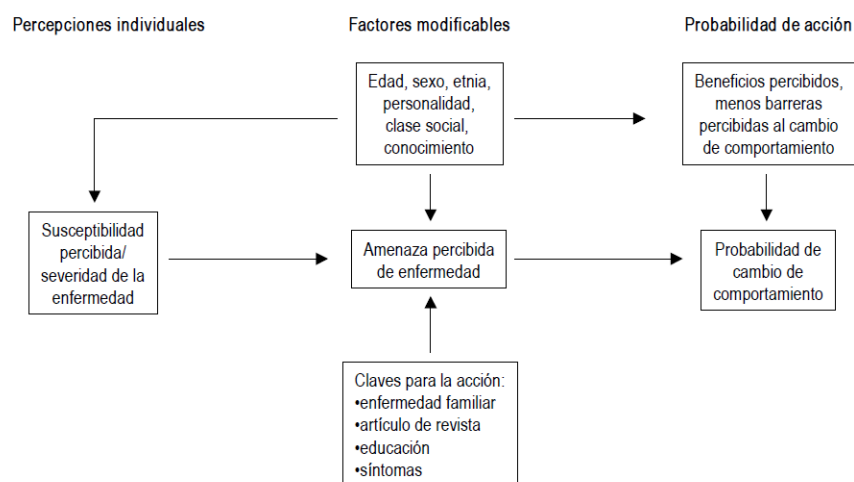 Percepciones individuales
Factores modificables
Probabilidad de acción
Edad, sexo, etnia,
personalidad,
clase social,
conocimiento
Beneficios percibidos,
menos barreras
percibidas al cambio
de comportamiento
Susceptibilidad
percibida/
severidad de la
enfermedad
Amenaza percibida
de enfermedad
Probabilidad de
cambio de
comportamiento
Claves para la acción:
•enfermedad familiar
•artículo de revista
•educación
•síntomas